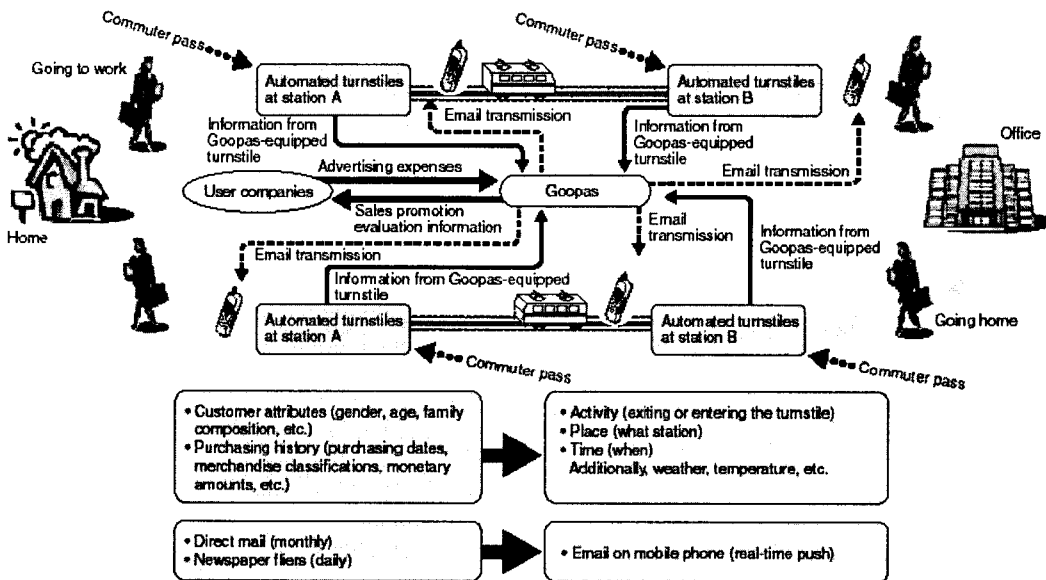 Commuter pass
Commuter pass
Going to work
Automated turnstiles
at station A
Automated turnstiles
at station B
Email transmission
Information from
Goopas-equipped
turnstile
Information from
Goopas-equipped
turnstile
Office
Advertising expenses
Email transmission
User companies
Goopas
Sales promotion
evaluation information
Email
transmission
Information from
Goopas-equipped
turnstile
Home
Email transmission
Information from Goopas-equipped
turnstile
Automated turnstiles
at station A
Automated turnstiles
at station B
Going home
Commuter pass
Commuter pass
• Customer attributes (gender, age, family
composition, etc.)
• Purchasing history (purchasing dates,
merchandise classifications, monetary
amounts, etc.)
• Activity (exiting or entering the turnstile)
• Place (what station)
• Time (when)
Additionally, weather, temperature, etc.
• Direct mail (monthly)
• Newspaper fliers (daily)
• Email on mobile phone (real-time push)